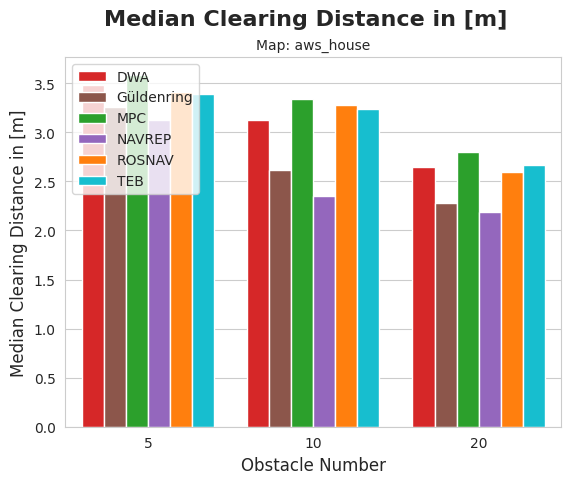 Median Clearing Distance in [m]
Map: aws_house
Median Clearing Distance in [m]
3.5
3.0
2.5
2.0
1.5
1.0
0.5
0.0
DWA
Güldenring
MPC
NAVREP
ROSNAV
TEB
5
10
20
Obstacle Number